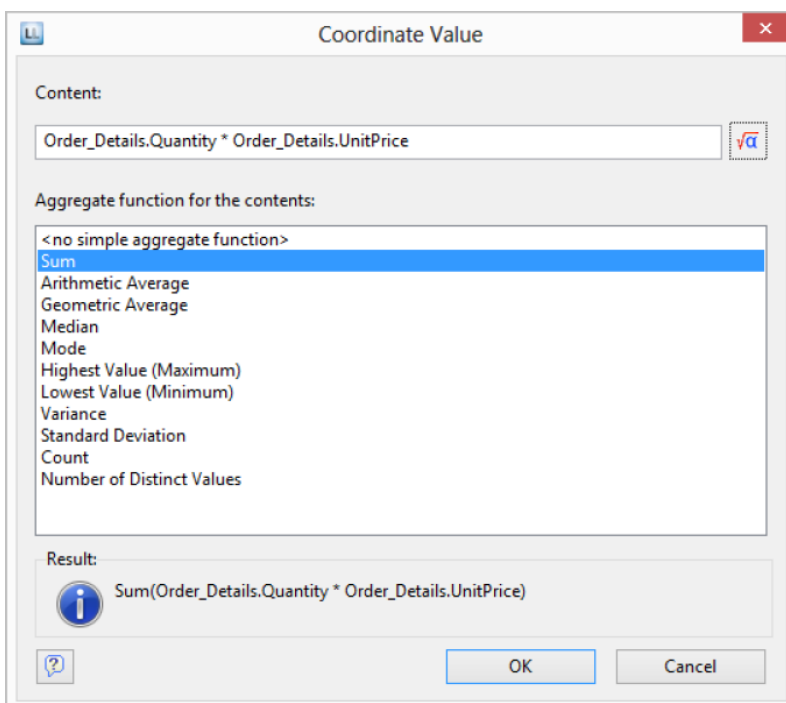 LL
Coordinate Value
Content:
Order_Details.Quantity * Order_Details.UnitPrice
√α
Aggregate function for the contents:
<no simple aggregate function>
Sum
Arithmetic Average
Geometric Average
Median
Mode
Highest Value (Maximum)
Lowest Value (Minimum)
Variance
Standard Deviation
Count
Number of Distinct Values
Result:
Sum(Order_Details.Quantity * Order_Details.UnitPrice)
OK
Cancel